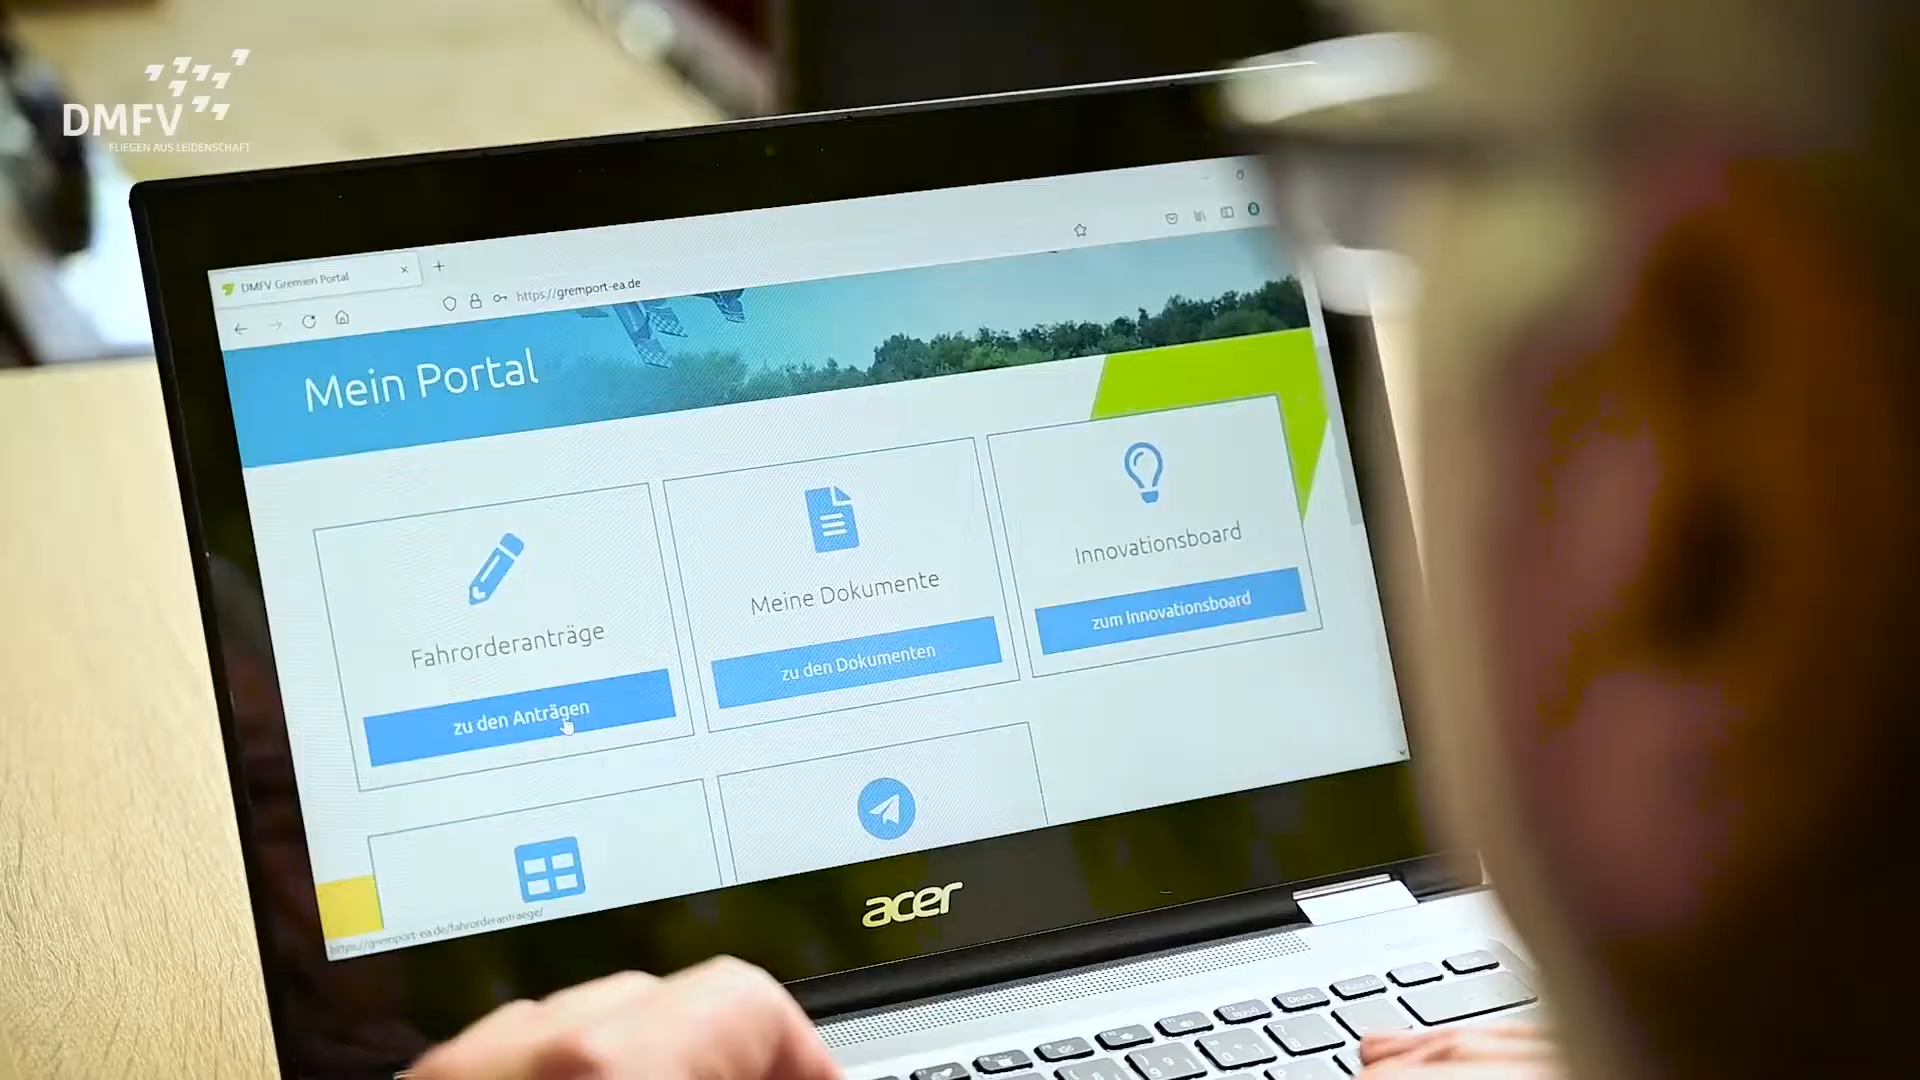 DMFV
FLIEGEN AUS LEIDENSCHAFT
DMFV Gremien Portal
https://gremport-ea.de
Mein Portal
Fahrorderanträge
zu den Anträgen
Meine Dokumente
zu den Dokumenten
Innovationsboard
zum Innovationsboard
https://gremport-ea.de/fahrorderantraege/
acer